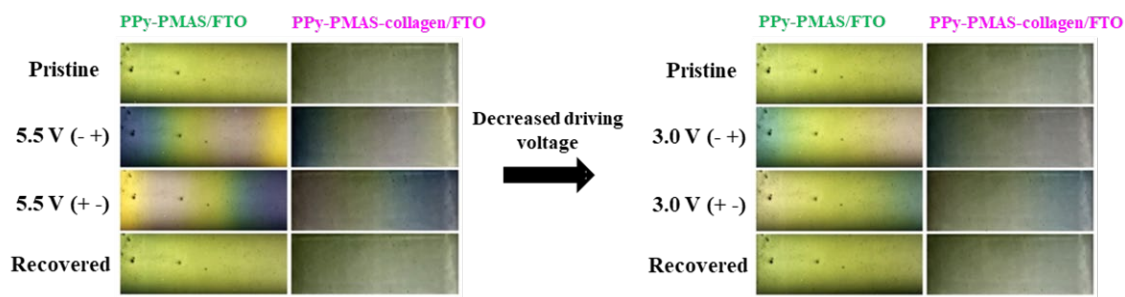 PPy-PMAS/FTO PPy-PMAS-collagen/FTO
Pristine
5.5 V (- +)
5.5 V (+ -)
Recovered
Decreased driving
voltage
PPy-PMAS/FTO PPy-PMAS-collagen/FTO
Pristine
3.0 V (- +)
3.0 V (+ -)
Recovered